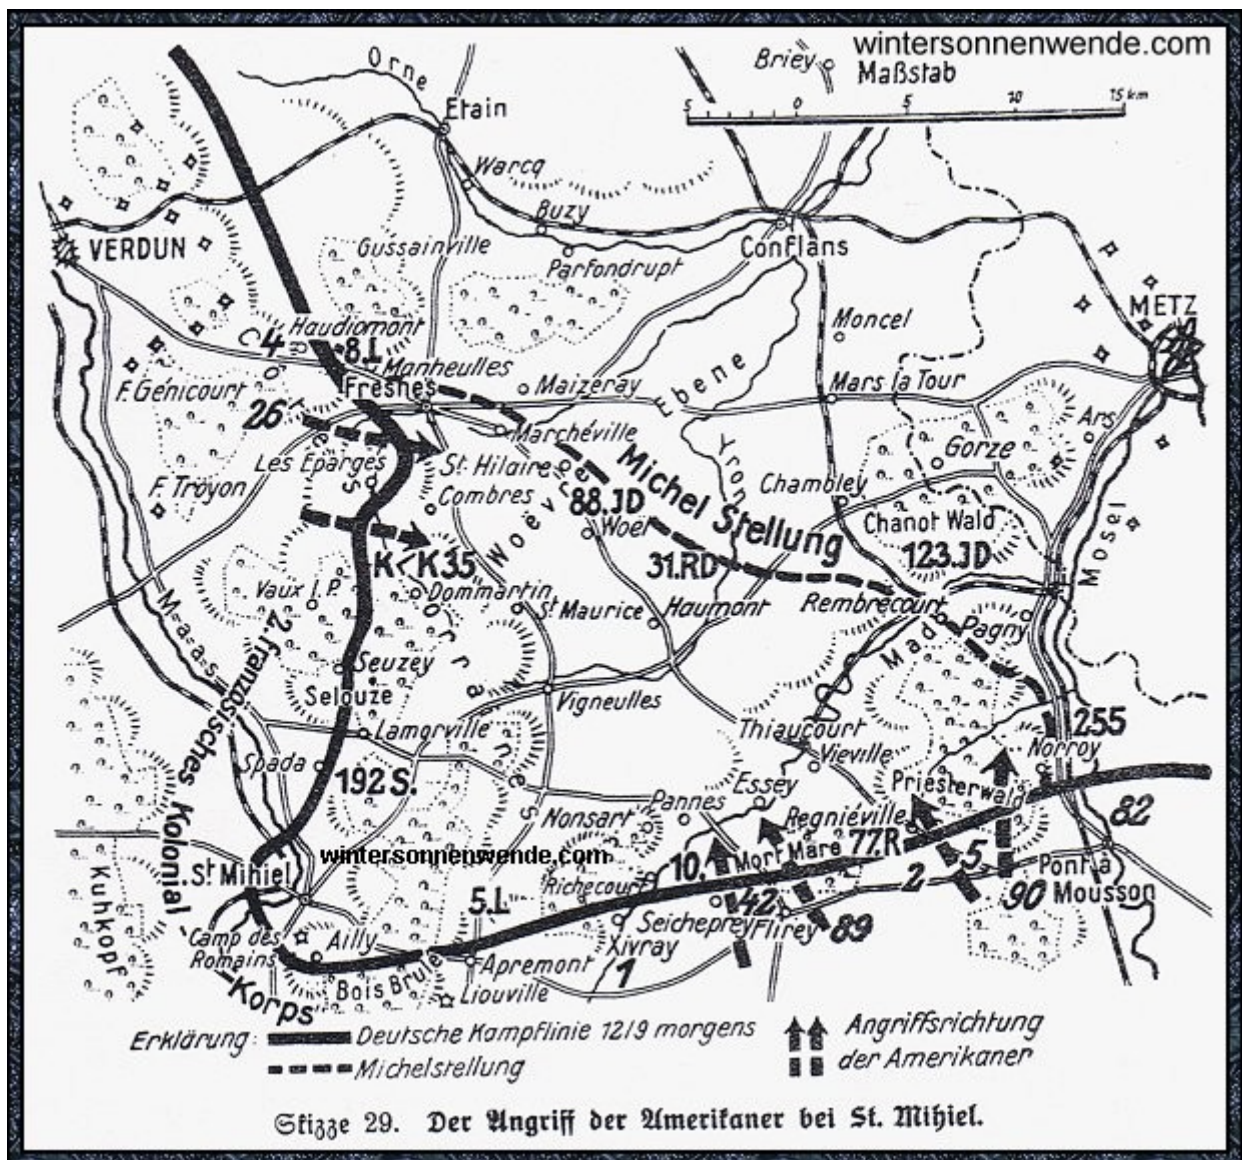 wintersonnenwende.com
Maßstab
5 0 5 10 15 km
Briey
Orne
Etain
Warcq
Buzy
Parfondrupt
Gussainville
Conflans
VERDUN
METZ
Moncel
Haudiomont
4
8.L
Manheulles
Freshes
Maizeray
Mars la Tour
F. Génicourt
26
Ebene
Yron
Marchéville
Ars
Gorze
Les Eparges
St. Hilaire
Combres
F. Troyon
Michel Stellung
88.JD
Woel
Chambley
Chanot Wald
123.JD
Mosel
K.K35
31.RD
Vaux l. P.
Dommartin
St. Maurice
Haumont
Rembrecourt
Pagny
Maas
Mad
Seuzey
Selouze
Vigneulles
2. französisches Kolonial-
-Korps
Lamorville
Thiaucourt
Vieville
255
Norroy
Spada
192 S.
Essey
Pannes
Priesterwald
Nonsart
Regniéville
82
wintersonnenwende.com
St Mihiel
10.
Mort Mare
77.R
Richecourt
2
5
90
Pont à
Mousson
Kuhkopf
5.L
42
Seicheprey
Flirey
89
Camp des
Romains
Ailly
Xivray
Bois Brule
Apremont
1
Liouville
Erklärung:
Deutsche Kampflinie 12/9 morgens
Michelstellung
Angriffsrichtung
der Amerikaner
Skizze 29. Der Angriff der Amerikaner bei St. Mihiel.